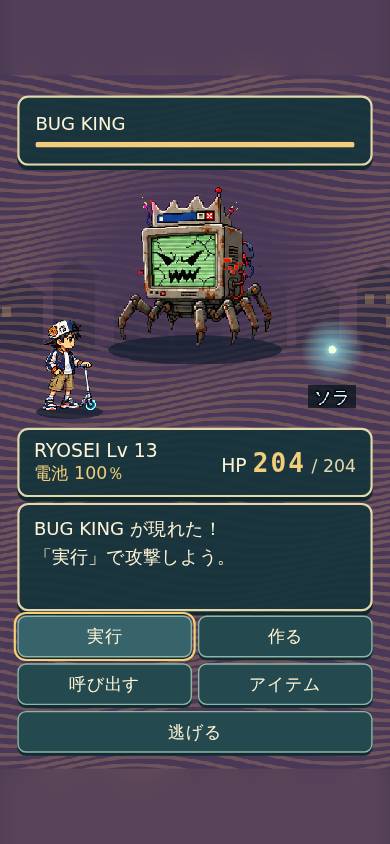 BUG KING
ソラ
RYOSEI Lv 13
電池 100%
HP 204 / 204
BUG KING が現れた！
「実行」で攻撃しよう。
実行
作る
呼び出す
アイテム
逃げる